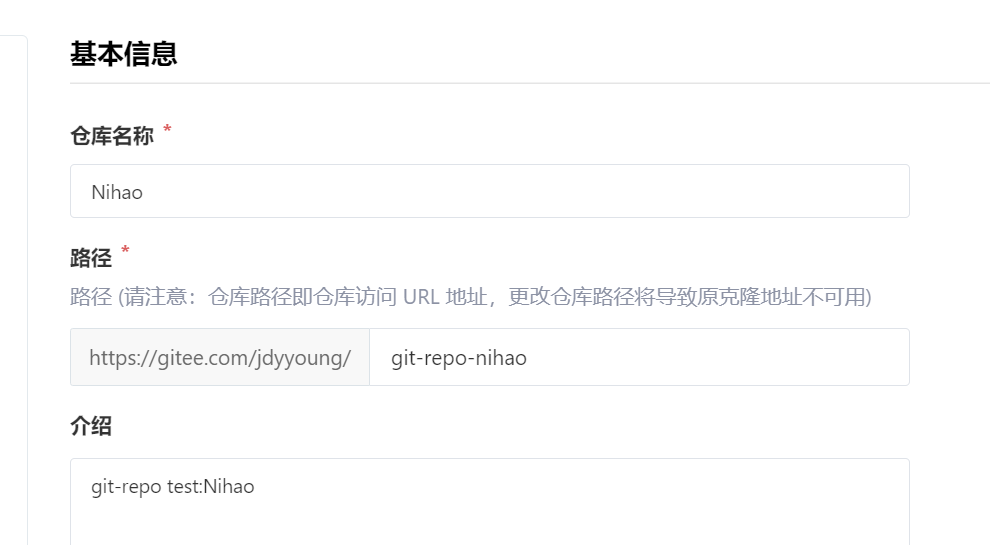 基本信息
仓库名称 *
Nihao
路径 *
路径 (请注意：仓库路径即仓库访问 URL 地址，更改仓库路径将导致原克隆地址不可用)
https://gitee.com/jdyyoung/ git-repo-nihao
介绍
git-repo test:Nihao